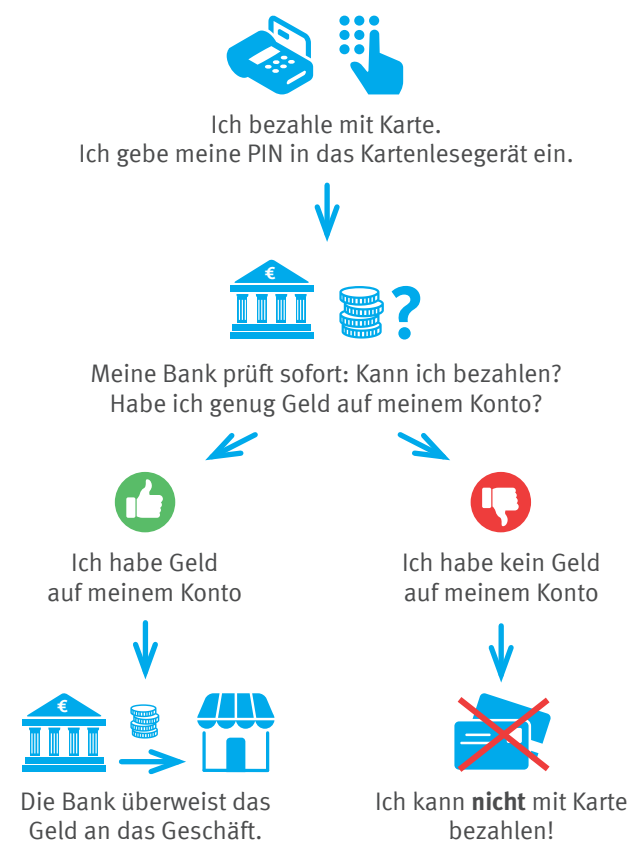 Ich bezahle mit Karte.
Ich gebe meine PIN in das Kartenlesegerät ein.
€
Meine Bank prüft sofort: Kann ich bezahlen?
Habe ich genug Geld auf meinem Konto?
Ich habe Geld
auf meinem Konto
Ich habe kein Geld
auf meinem Konto
€
Die Bank überweist das
Geld an das Geschäft.
Ich kann nicht mit Karte
bezahlen!